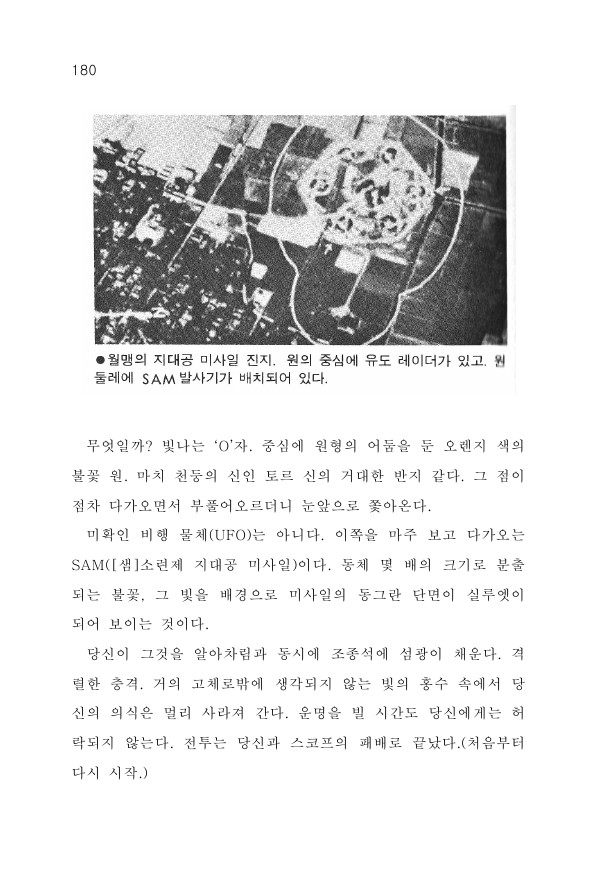 180
●월맹의 지대공 미사일 진지. 원의 중심에 유도 레이더가 있고. 원
둘레에 SAM발사기가 배치되어 있다.
무엇일까? 빛나는 ‘O’자. 중심에 원형의 어둠을 둔 오렌지 색의
불꽃 원. 마치 천둥의 신인 토르 신의 거대한 반지 같다. 그 점이
점차 다가오면서 부풀어오르더니 눈앞으로 쫓아온다.
미확인 비행 물체(UFO)는 아니다. 이쪽을 마주 보고 다가오는
SAM([샘]소련제 지대공 미사일)이다. 동체 몇 배의 크기로 분출
되는 불꽃, 그 빛을 배경으로 미사일의 동그란 단면이 실루엣이
되어 보이는 것이다.
당신이 그것을 알아차림과 동시에 조종석에 섬광이 채운다. 격
렬한 충격. 거의 고체로밖에 생각되지 않는 빛의 홍수 속에서 당
신의 의식은 멀리 사라져 간다. 운명을 빌 시간도 당신에게는 허
락되지 않는다. 전투는 당신과 스코프의 패배로 끝났다.(처음부터
다시 시작.)